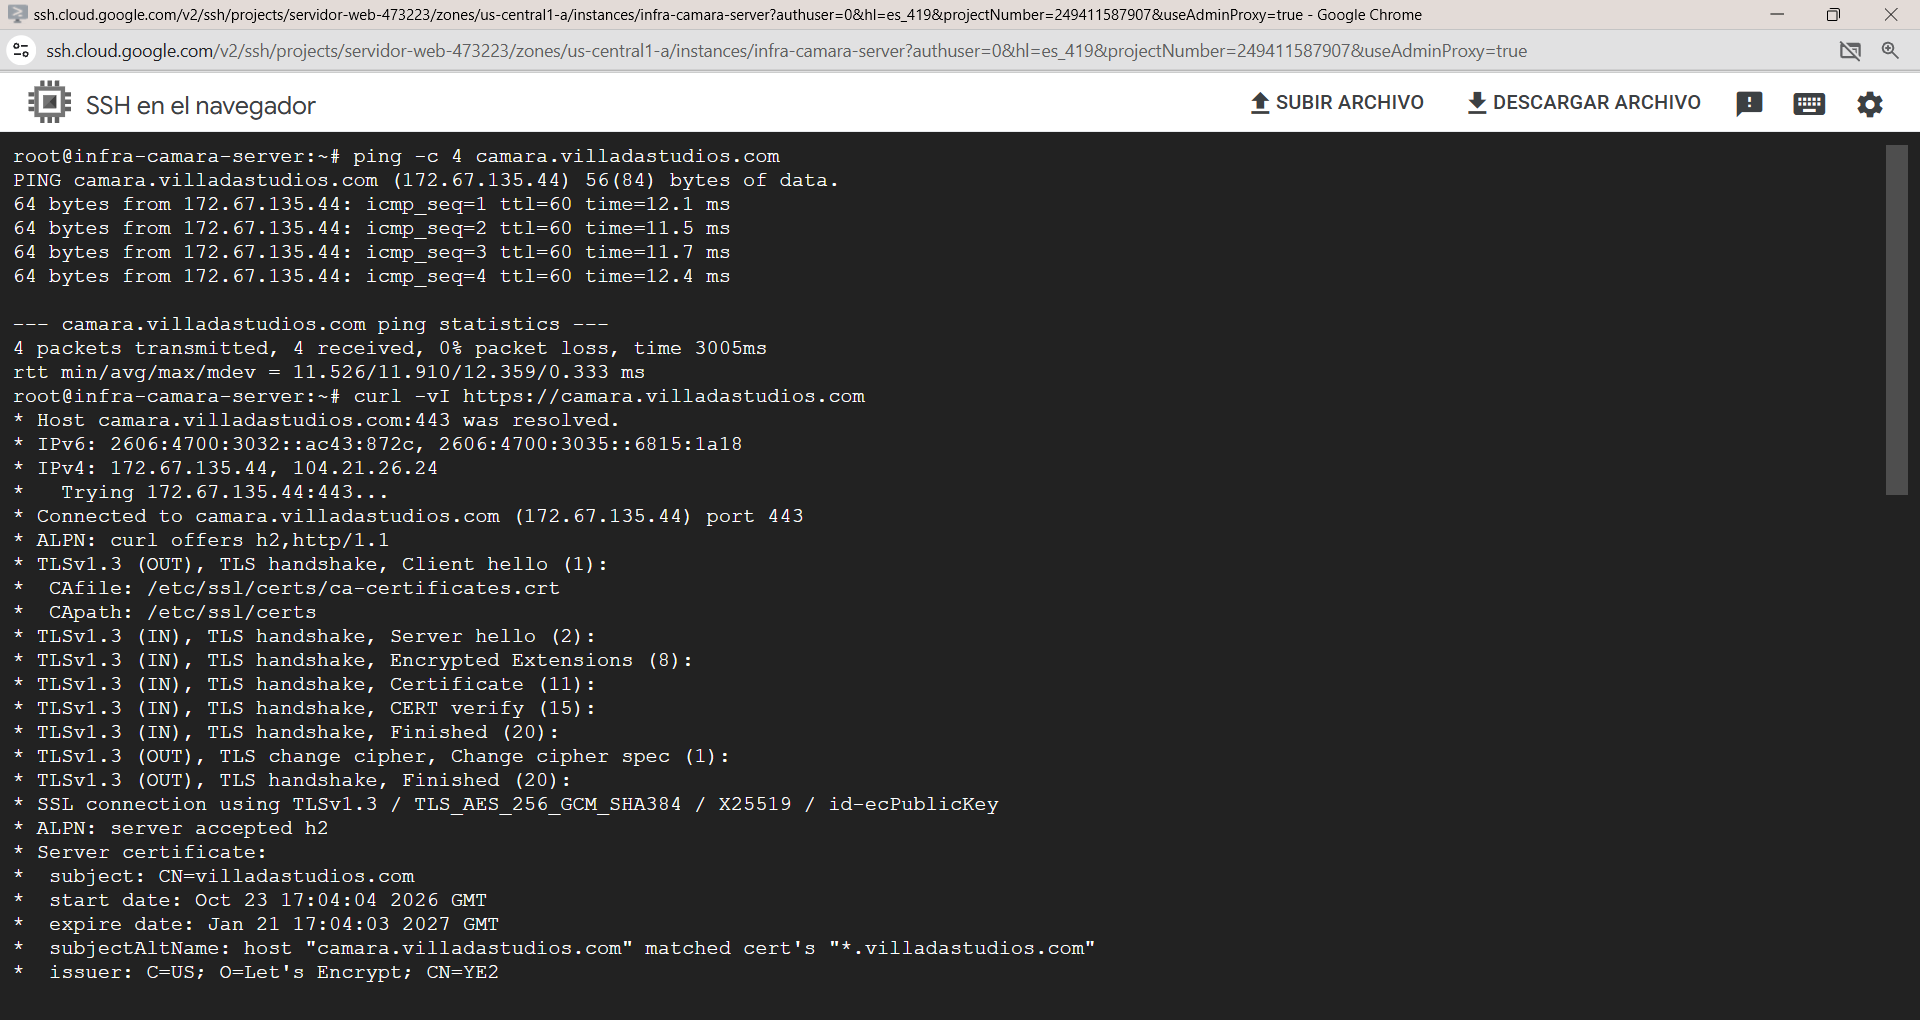 ssh.cloud.google.com/v2/ssh/projects/servidor-web-473223/zones/us-central1-a/instances/infra-camara-server?authuser=0&hl=es_419&projectNumber=249411587907&useAdminProxy=true - Google Chrome
ssh.cloud.google.com/v2/ssh/projects/servidor-web-473223/zones/us-central1-a/instances/infra-camara-server?authuser=0&hl=es_419&projectNumber=249411587907&useAdminProxy=true
SSH en el navegador
SUBIR ARCHIVO
DESCARGAR ARCHIVO
root@infra-camara-server:~# ping -c 4 camara.villadastudios.com
PING camara.villadastudios.com (172.67.135.44) 56(84) bytes of data.
64 bytes from 172.67.135.44: icmp_seq=1 ttl=60 time=12.1 ms
64 bytes from 172.67.135.44: icmp_seq=2 ttl=60 time=11.5 ms
64 bytes from 172.67.135.44: icmp_seq=3 ttl=60 time=11.7 ms
64 bytes from 172.67.135.44: icmp_seq=4 ttl=60 time=12.4 ms
--- camara.villadastudios.com ping statistics ---
4 packets transmitted, 4 received, 0% packet loss, time 3005ms
rtt min/avg/max/mdev = 11.526/11.910/12.359/0.333 ms
root@infra-camara-server:~# curl -vI https://camara.villadastudios.com
* Host camara.villadastudios.com:443 was resolved.
* IPv6: 2606:4700:3032::ac43:872c, 2606:4700:3035::6815:1a18
* IPv4: 172.67.135.44, 104.21.26.24
*   Trying 172.67.135.44:443...
* Connected to camara.villadastudios.com (172.67.135.44) port 443
* ALPN: curl offers h2,http/1.1
* TLSv1.3 (OUT), TLS handshake, Client hello (1):
*  CAfile: /etc/ssl/certs/ca-certificates.crt
*  CApath: /etc/ssl/certs
* TLSv1.3 (IN), TLS handshake, Server hello (2):
* TLSv1.3 (IN), TLS handshake, Encrypted Extensions (8):
* TLSv1.3 (IN), TLS handshake, Certificate (11):
* TLSv1.3 (IN), TLS handshake, CERT verify (15):
* TLSv1.3 (IN), TLS handshake, Finished (20):
* TLSv1.3 (OUT), TLS change cipher, Change cipher spec (1):
* TLSv1.3 (OUT), TLS handshake, Finished (20):
* SSL connection using TLSv1.3 / TLS_AES_256_GCM_SHA384 / X25519 / id-ecPublicKey
* ALPN: server accepted h2
* Server certificate:
*  subject: CN=villadastudios.com
*  start date: Oct 23 17:04:04 2026 GMT
*  expire date: Jan 21 17:04:03 2027 GMT
*  subjectAltName: host "camara.villadastudios.com" matched cert's "*.villadastudios.com"
*  issuer: C=US; O=Let's Encrypt; CN=YE2